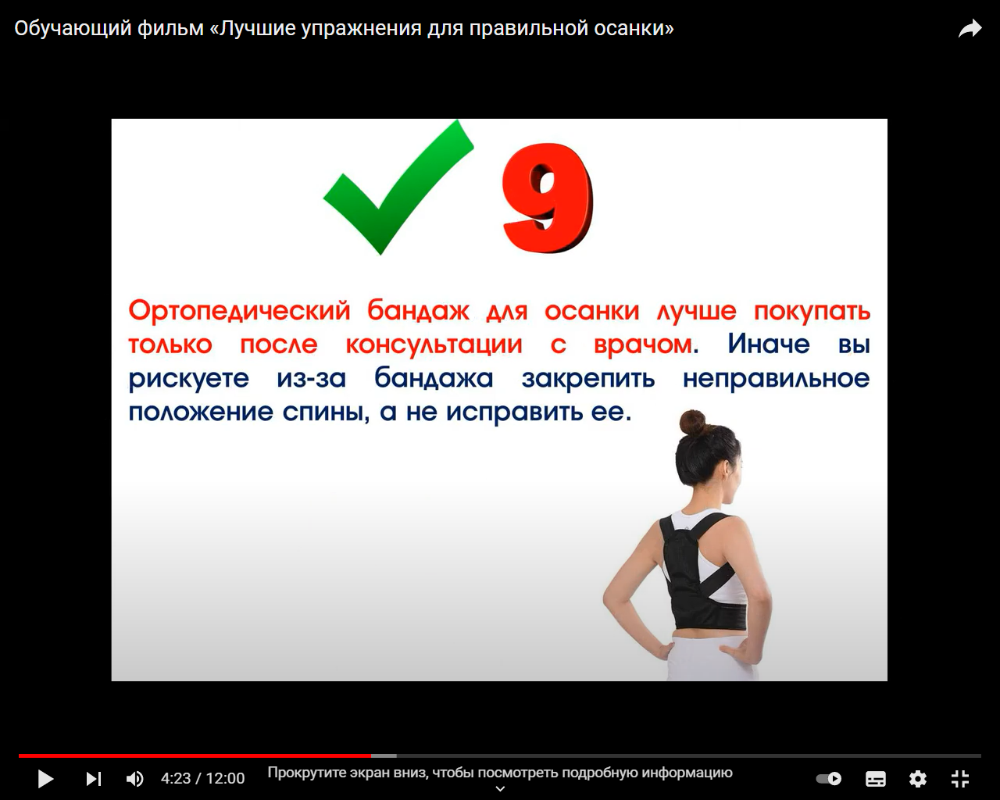 Обучающий фильм «Лучшие упражнения для правильной осанки»
9
Ортопедический бандаж для осанки лучше покупать
только после консультации с врачом. Иначе вы
рискуете из-за бандажа закрепить неправильное
положение спины, а не исправить ее.
4:23 / 12:00
Прокрутите экран вниз, чтобы посмотреть подробную информацию